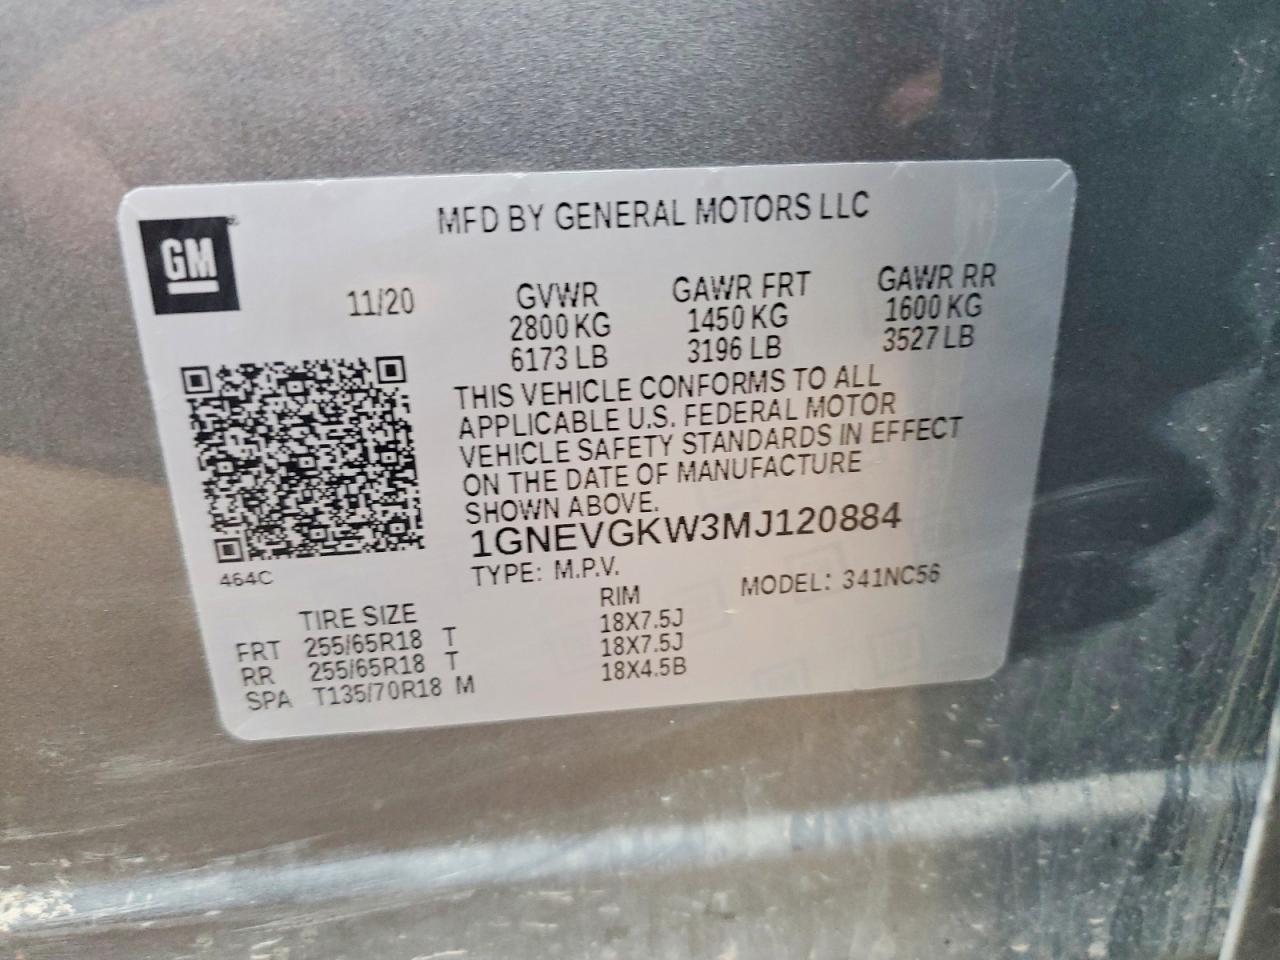 MFD BY GENERAL MOTORS LLC
GM
11/20
GVWR GAWR FRT GAWR RR
2800 KG 1450 KG 1600 KG
6173 LB 3196 LB 3527 LB
THIS VEHICLE CONFORMS TO ALL
APPLICABLE U.S. FEDERAL MOTOR
VEHICLE SAFETY STANDARDS IN EFFECT
ON THE DATE OF MANUFACTURE
SHOWN ABOVE.
1GNEVGKW3MJ120884
464C
TYPE: M.P.V. MODEL: 341NC56
TIRE SIZE RIM
FRT 255/65R18 T 18X7.5J
RR 255/65R18 T 18X7.5J
SPA T135/70R18 M 18X4.5B